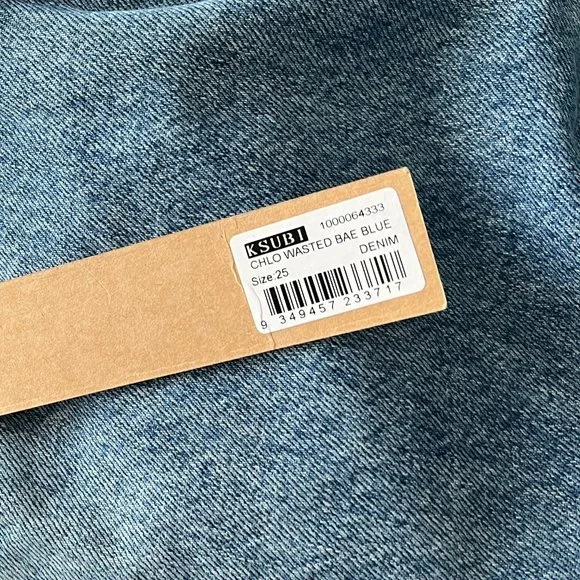 KSUBI 1000064333
CHLO WASTED BAE BLUE
Size:25 DENIM
9 349457 233717